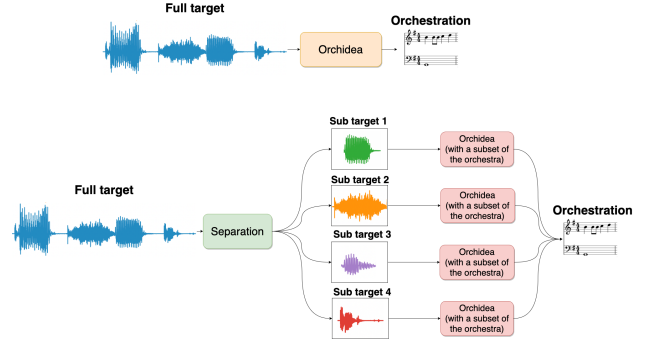 Full target
Orchidea
Orchestration
Full target
Separation
Sub target 1
Orchidea
(with a subset of
the orchestra)
Sub target 2
Orchidea
(with a subset of
the orchestra)
Sub target 3
Orchidea
(with a subset of
the orchestra)
Sub target 4
Orchidea
(with a subset of
the orchestra)
Orchestration